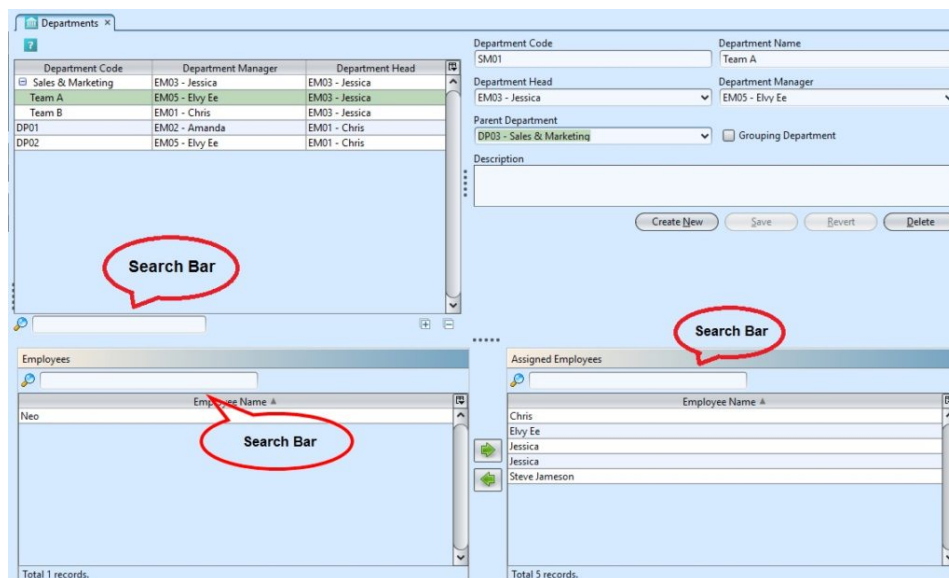 Departments ×
?
Department Code Department Manager Department Head
Sales & Marketing EM03 - Jessica EM03 - Jessica
Team A EM05 - Elvy Ee EM03 - Jessica
Team B EM01 - Chris EM03 - Jessica
DP01 EM02 - Amanda EM01 - Chris
DP02 EM05 - Elvy Ee EM01 - Chris
Search Bar
Department Code Department Name
SM01 Team A
Department Head Department Manager
EM03 - Jessica EM05 - Elvy Ee
Parent Department
DP03 - Sales & Marketing Grouping Department
Description
Create New Save Revert Delete
Search Bar
Employees
Employee Name
Neo
Search Bar
Total 1 records.
Assigned Employees
Employee Name
Chris
Elvy Ee
Jessica
Jessica
Steve Jameson
Total 5 records.